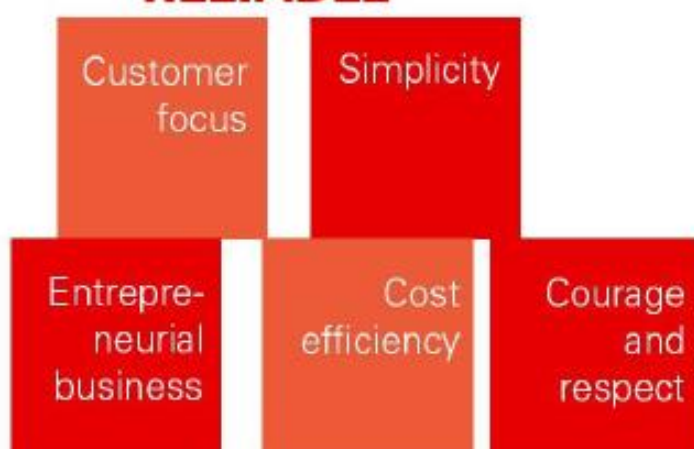 Customer
focus
Simplicity
Entrepre-
neurial
business
Cost
efficiency
Courage
and
respect